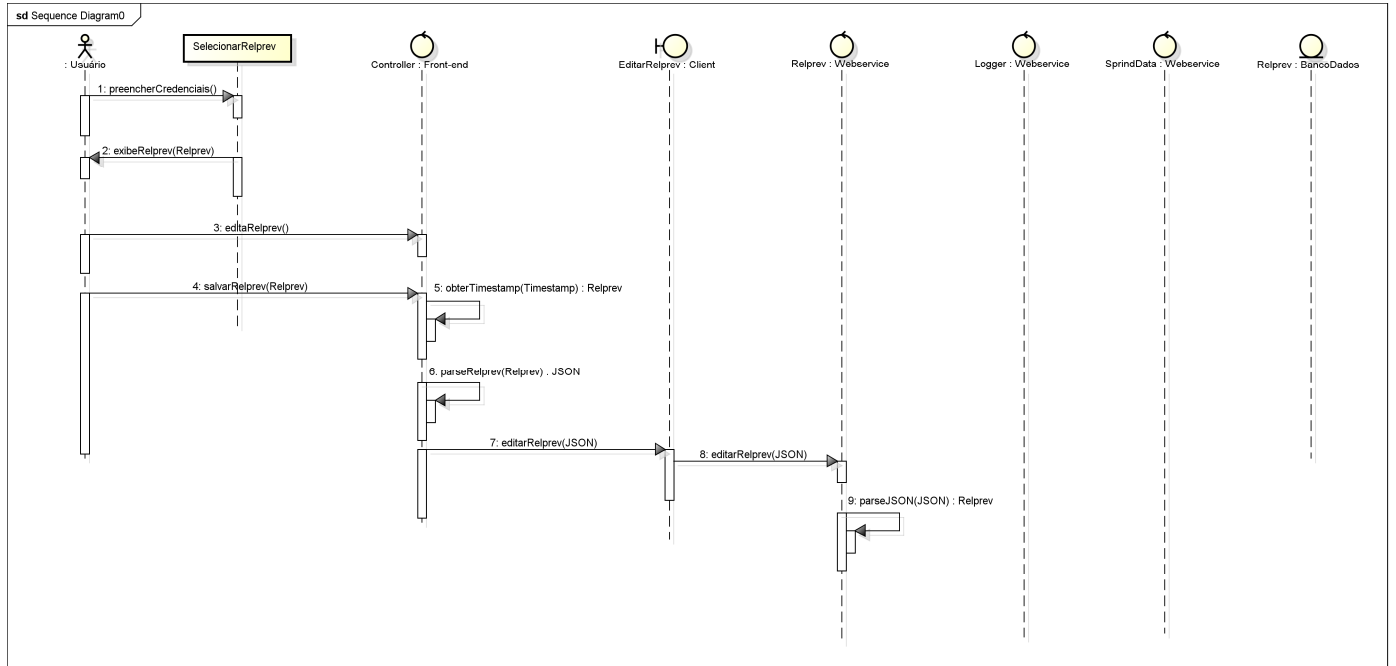 sd Sequence Diagram0
SelecionarRelprev
: Usuário
Controller : Front-end
EditarRelprev : Client
Relprev : Webservice
Logger : Webservice
SprindData : Webservice
Relprev : BancoDados
1: preencherCredenciais()
2: exibeRelprev(Relprev)
3: editaRelprev()
4: salvarRelprev(Relprev)
5: obterTimestamp(Timestamp) : Relprev
6: parseRelprev(Relprev) : JSON
7: editarRelprev(JSON)
8: editarRelprev(JSON)
9: parseJSON(JSON) : Relprev